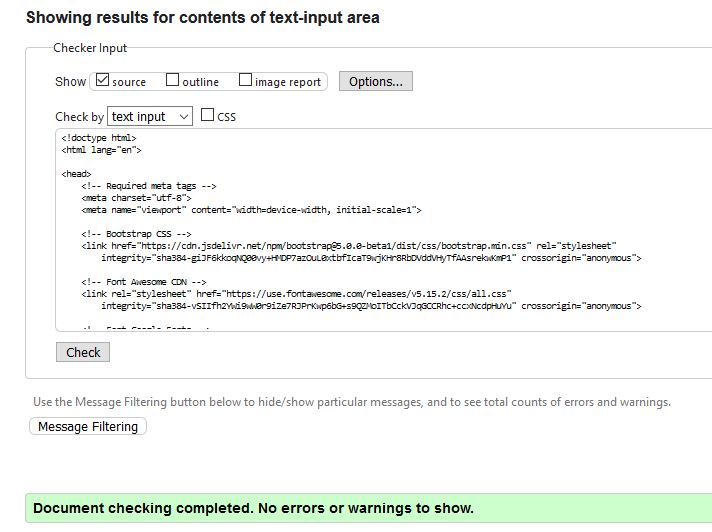 Showing results for contents of text-input area
Checker Input
Show source outline image report Options...
Check by text input CSS
<!doctype html>
<html lang="en">
<head>
<!-- Required meta tags -->
<meta charset="utf-8">
<meta name="viewport" content="width=device-width, initial-scale=1">
<!-- Bootstrap CSS -->
<link href="https://cdn.jsdelivr.net/npm/bootstrap@5.0.0-beta1/dist/css/bootstrap.min.css" rel="stylesheet"
integrity="sha384-giJF6kkoqNQ00vy+HMDP7azOuL0xtbfIcaT9wjKHr8RbDVddVHyTfAAsrekwKmP1" crossorigin="anonymous">
<!-- Font Awesome CDN -->
<link rel="stylesheet" href="https://use.fontawesome.com/releases/v5.15.2/css/all.css"
integrity="sha384-vSIIfh2YWi9wW0r9iZe7RJPrKwp6bG+s9QZMoITbCckVJqGCCRhc+ccxNcdpHuYu" crossorigin="anonymous">
Check
Use the Message Filtering button below to hide/show particular messages, and to see total counts of errors and warnings.
Message Filtering
Document checking completed. No errors or warnings to show.